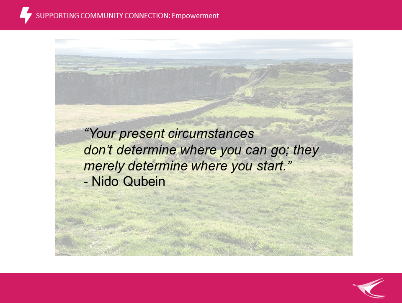 SUPPORTING COMMUNITY CONNECTION: Empowerment
“Your present circumstances
don’t determine where you can go; they
merely determine where you start.”
- Nido Qubein